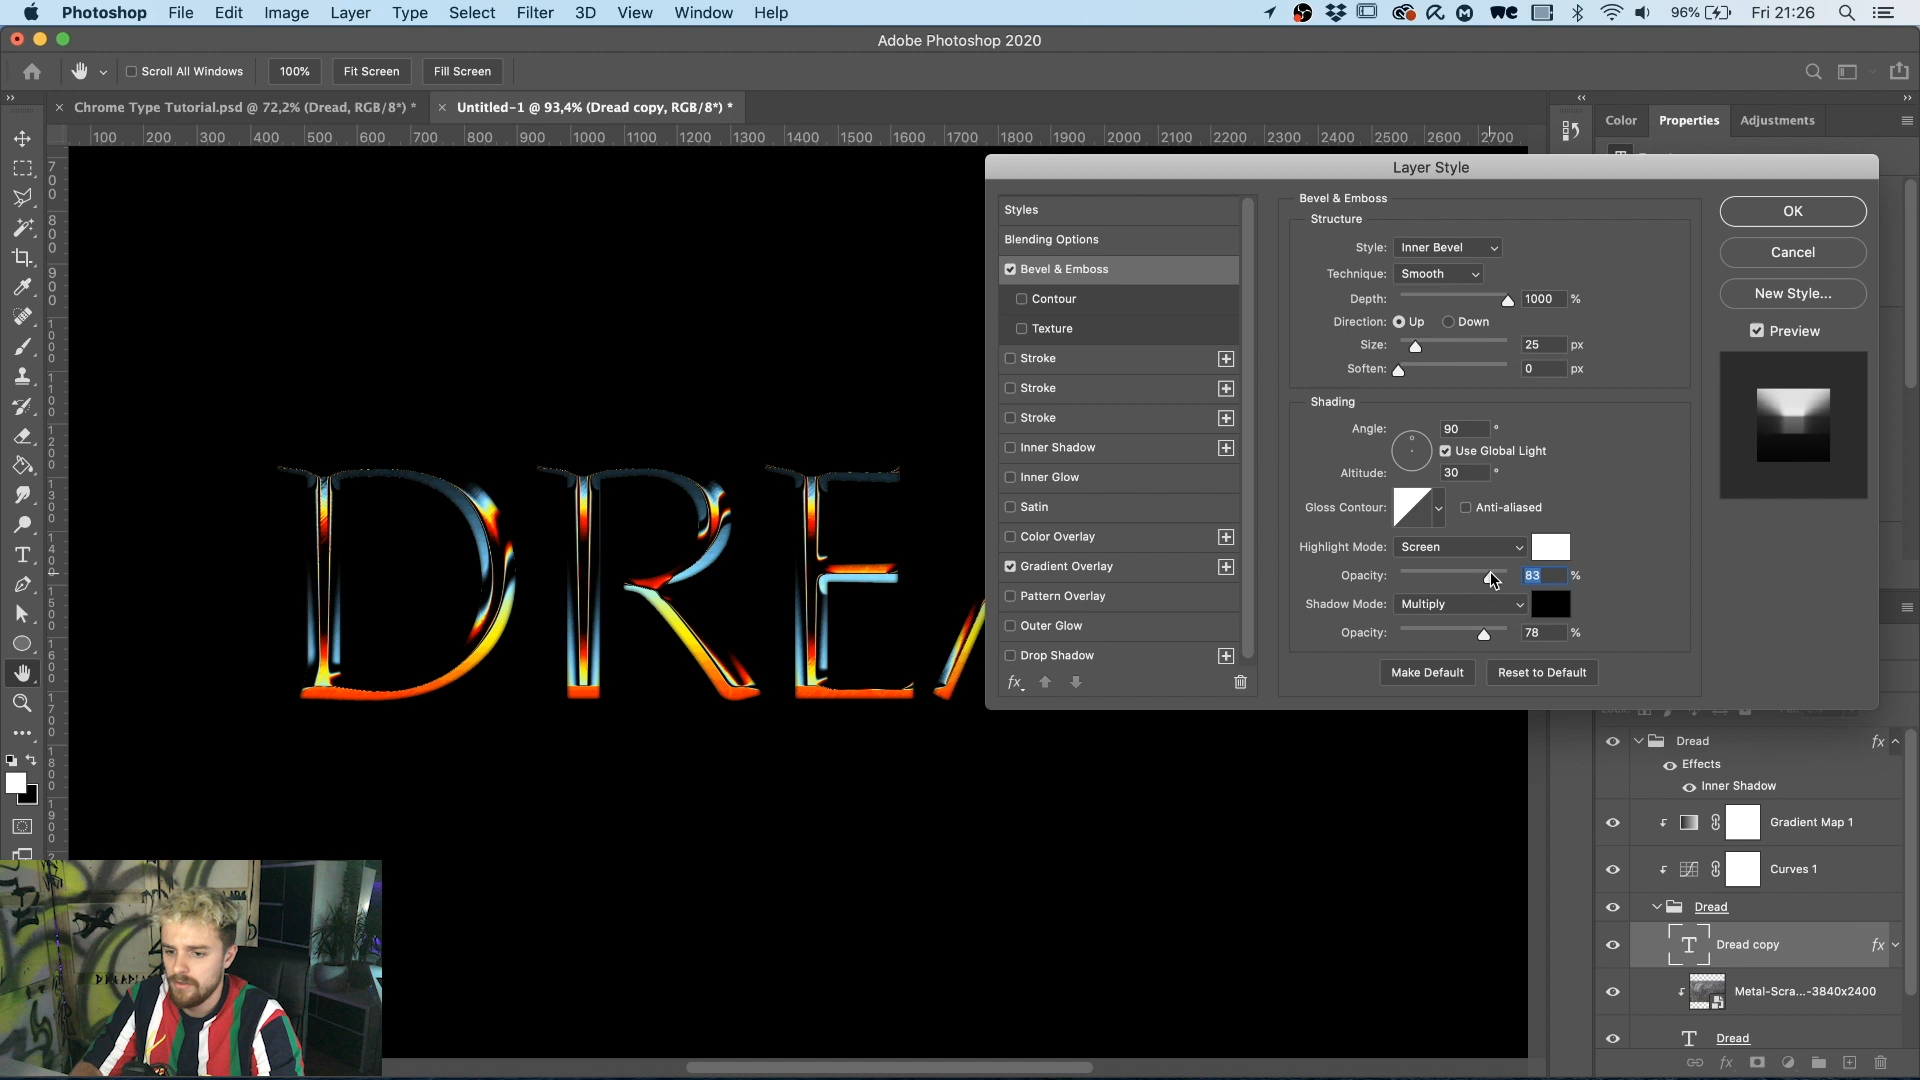 Photoshop File Edit Image Layer Type Select Filter 3D View Window Help 96% Fri 21:26
Adobe Photoshop 2020
Scroll All Windows 100% Fit Screen Fill Screen
Chrome Type Tutorial.psd @ 72,2% (Dread, RGB/8*) * Untitled-1 @ 93,4% (Dread copy, RGB/8*) *
Color Properties Adjustments
100 200 300 400 500 600 700 800 900 1000 1100 1200 1300 1400 1500 1600 1700 1800 1900 2000 2100 2200 2300 2400 2500 2600 2700
Layer Style
Styles
Blending Options
Bevel & Emboss
Contour
Texture
Stroke
Stroke
Stroke
Inner Shadow
Inner Glow
Satin
Color Overlay
Gradient Overlay
Pattern Overlay
Outer Glow
Drop Shadow
fx
Bevel & Emboss
Structure
Style: Inner Bevel
Technique: Smooth
Depth: 1000 %
Direction: Up Down
Size: 25 px
Soften: 0 px
Shading
Angle: 90 °
Use Global Light
Altitude: 30 °
Gloss Contour: Anti-aliased
Highlight Mode: Screen
Opacity: 83 %
Shadow Mode: Multiply
Opacity: 78 %
Make Default Reset to Default
OK
Cancel
New Style...
Preview
DREA
Dread fx
Effects
Inner Shadow
Gradient Map 1
Curves 1
Dread
T Dread copy fx
Metal-Scra...-3840x2400
T Dread
fx